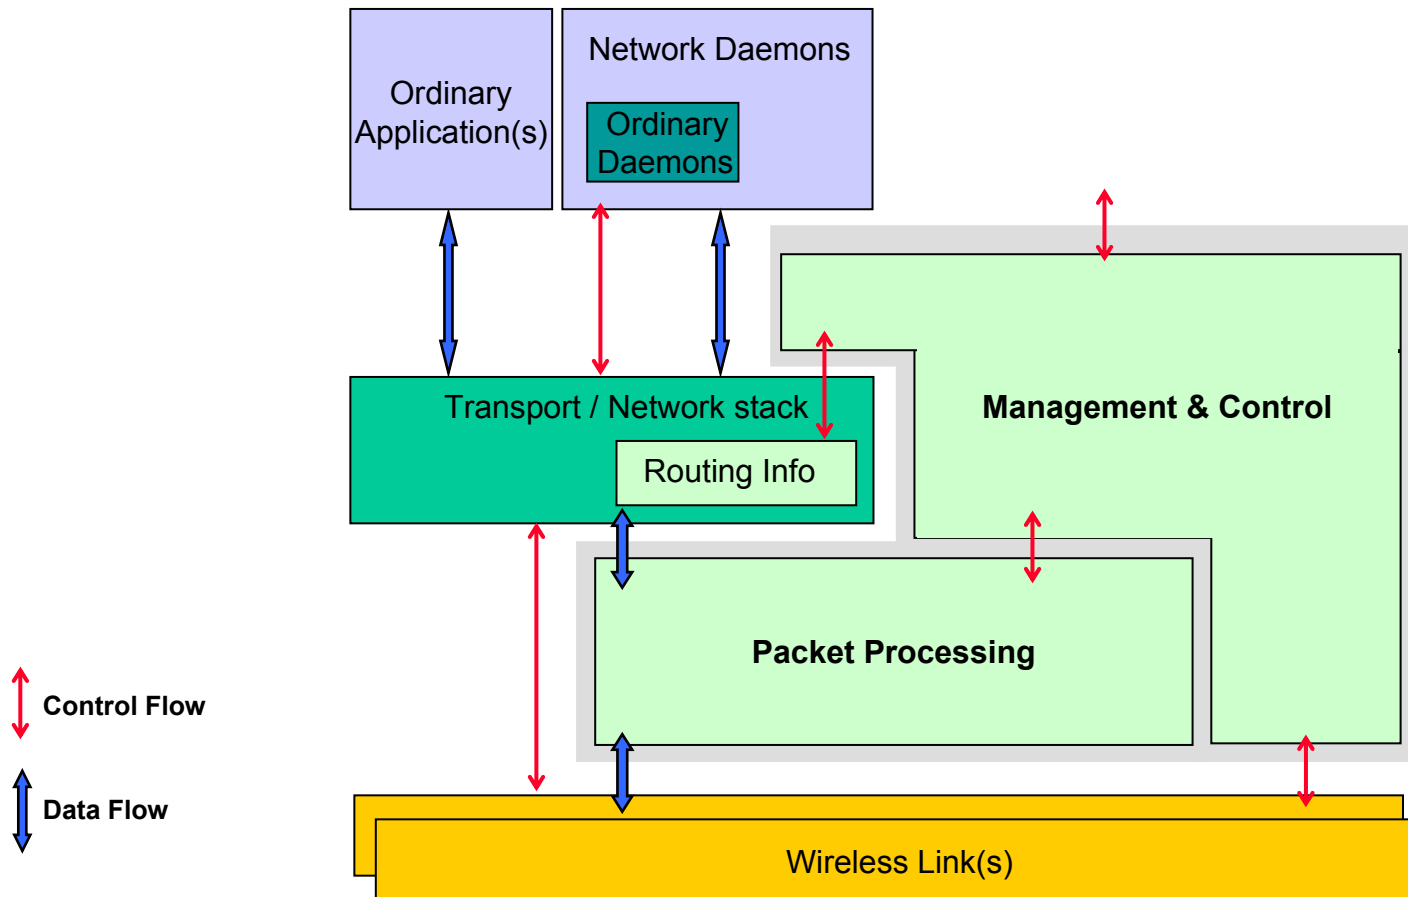 Network Daemons
Ordinary
Application(s)
Ordinary
Daemons
Transport / Network stack
Management & Control
Routing Info
Packet Processing
Control Flow
Data Flow
Wireless Link(s)